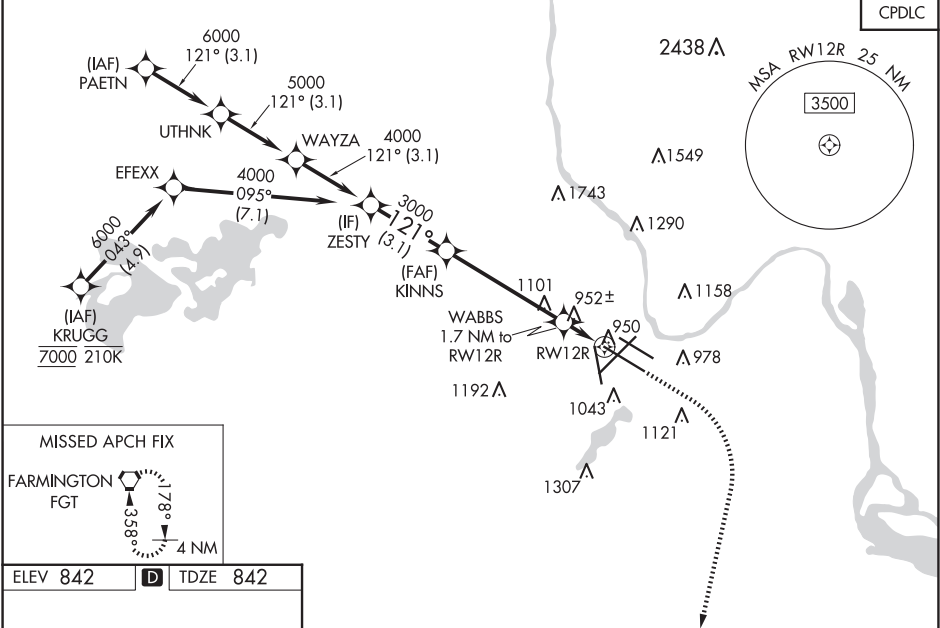 CPDLC
6000
121° (3.1)
(IAF)
PAETN
5000
121° (3.1)
UTHNK
WAYZA
4000
121° (3.1)
EFEXX
4000
095°
(7.1)
3000
121°
(3.1)
(IF)
ZESTY
6000
043°
(4.9)
(IAF)
KRUGG
7000 210K
(FAF)
KINNS
WABBS
1.7 NM to
RW12R
RW12R
1101
952±
950
1192
1043
1307
1121
978
1158
1290
1743
1549
2438
MSA RW12R 25 NM
3500
MISSED APCH FIX
FARMINGTON
FGT
358°
178°
4 NM
ELEV 842 D TDZE 842